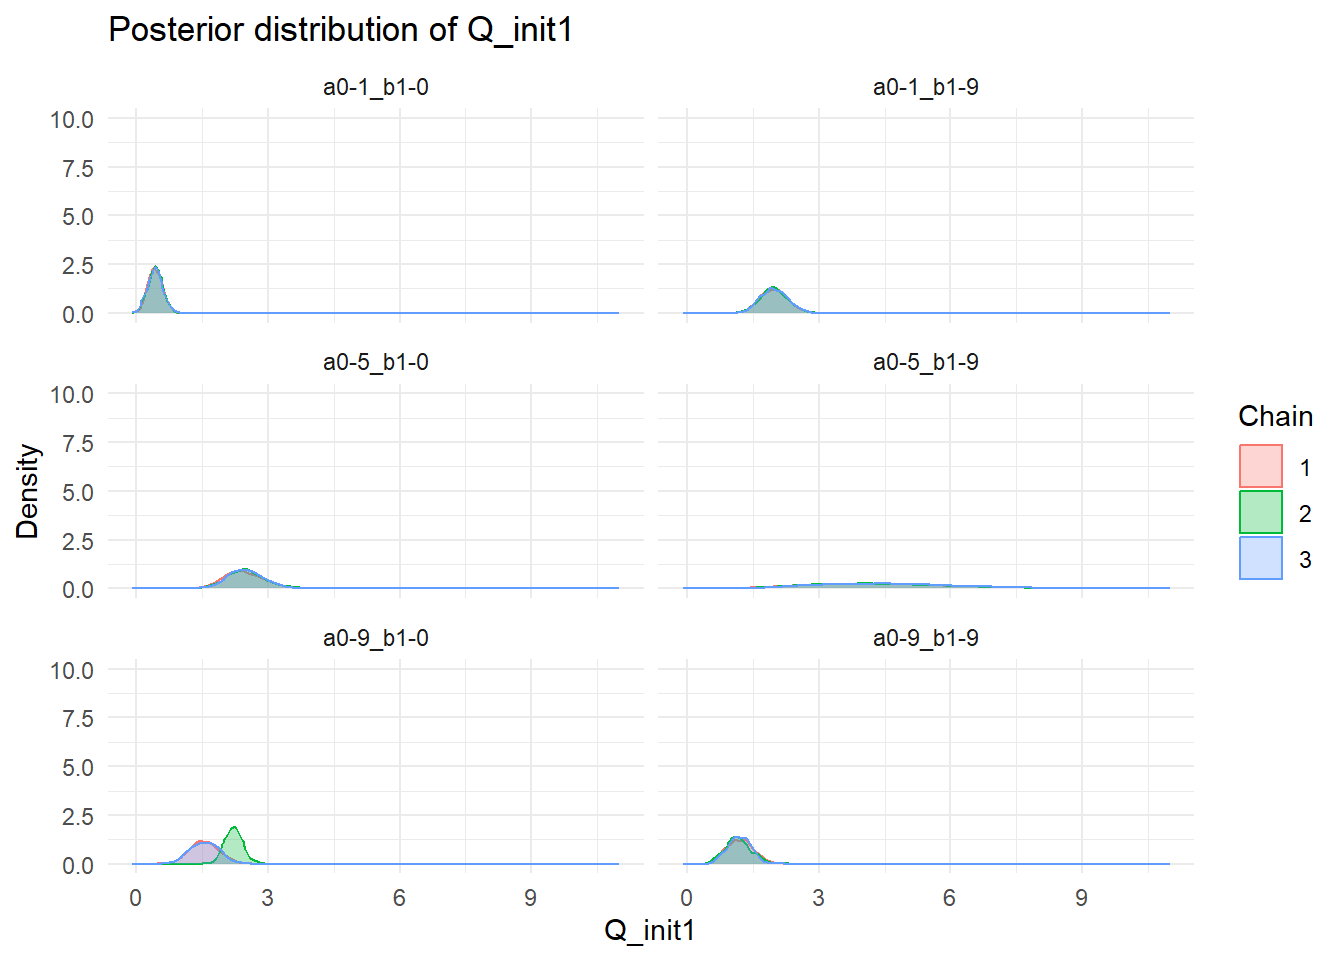 Posterior distribution of Q_init1
a0-1_b1-0
a0-1_b1-9
10.0
7.5
5.0
2.5
0.0
a0-5_b1-0
a0-5_b1-9
10.0
7.5
5.0
2.5
0.0
a0-9_b1-0
a0-9_b1-9
10.0
7.5
5.0
2.5
0.0
0 3 6 9
0 3 6 9
Q_init1
Density
Chain
1
2
3